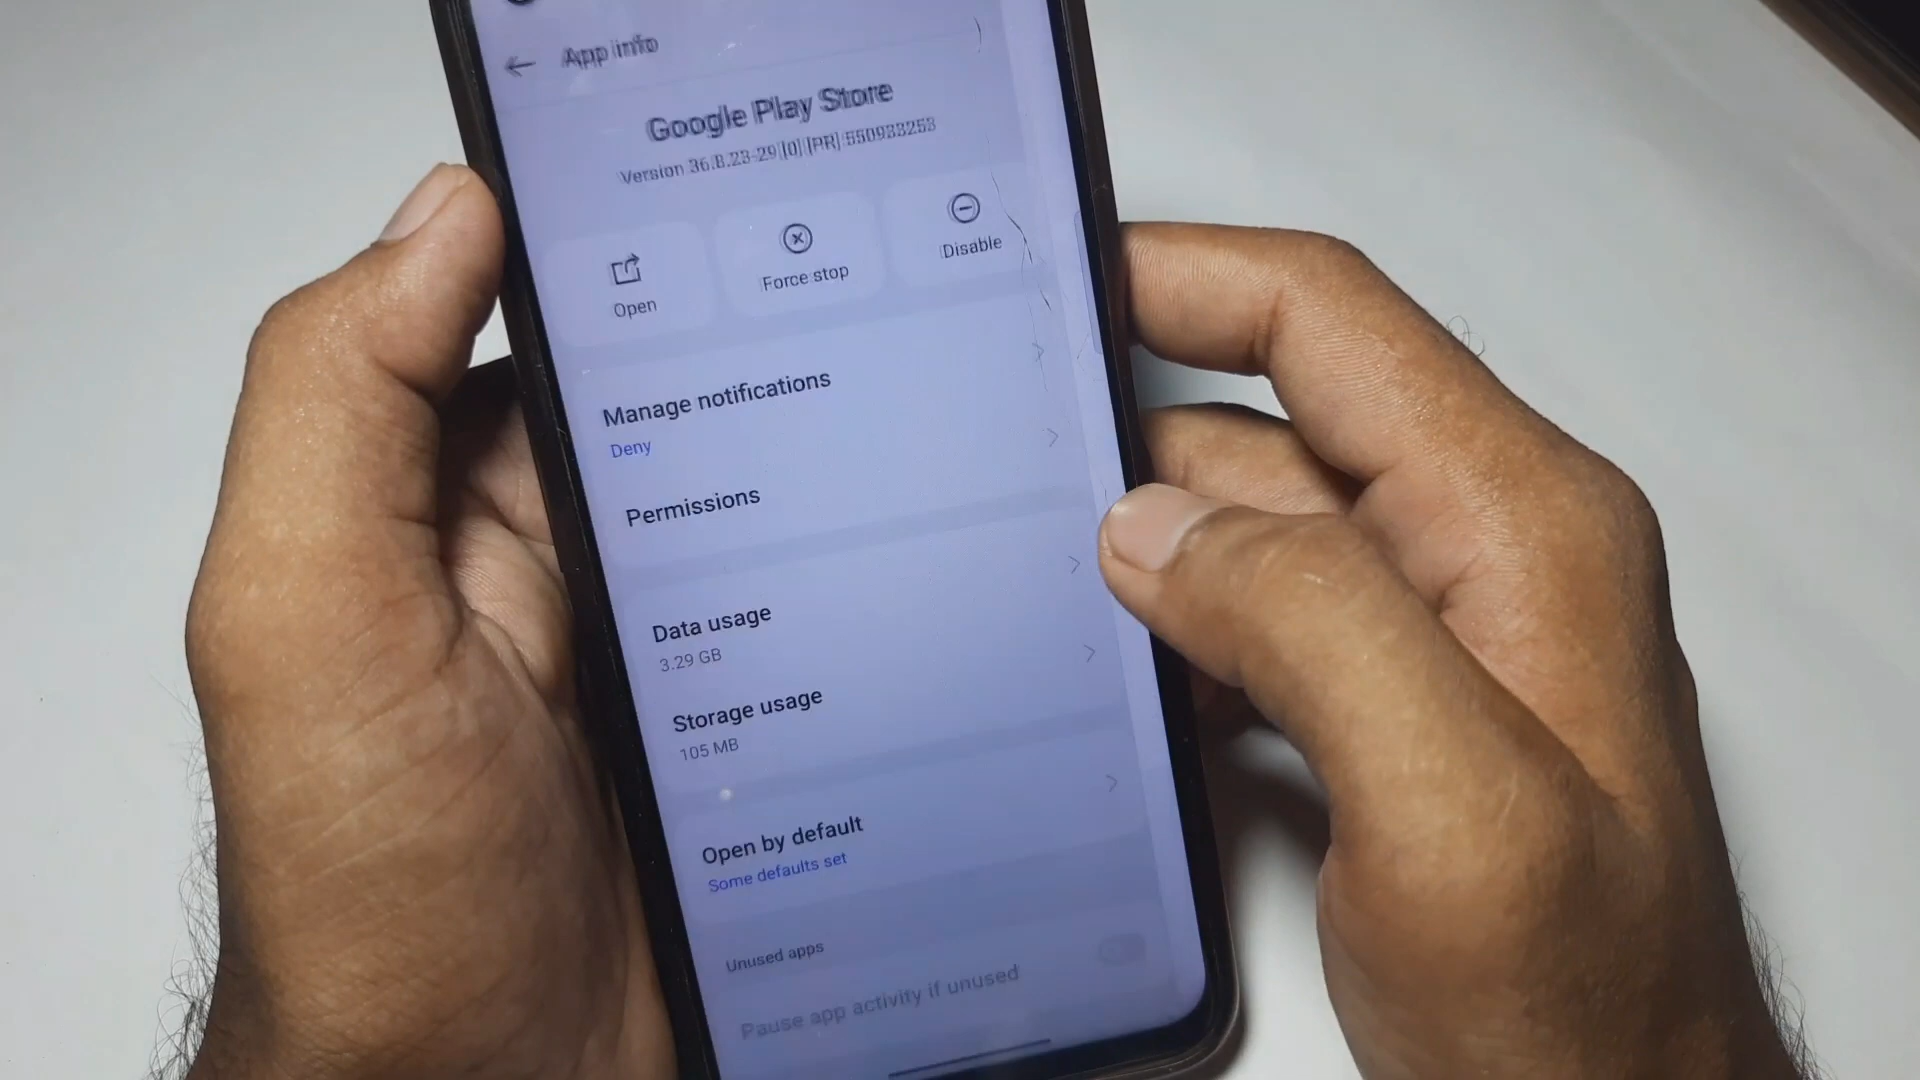 App info
Google Play Store
Version 36.8.23-29 [0] [PR] 550933253
Open
Force stop
Disable
Manage notifications
Deny
Permissions
Data usage
3.29 GB
Storage usage
105 MB
Open by default
Some defaults set
Unused apps
Pause app activity if unused